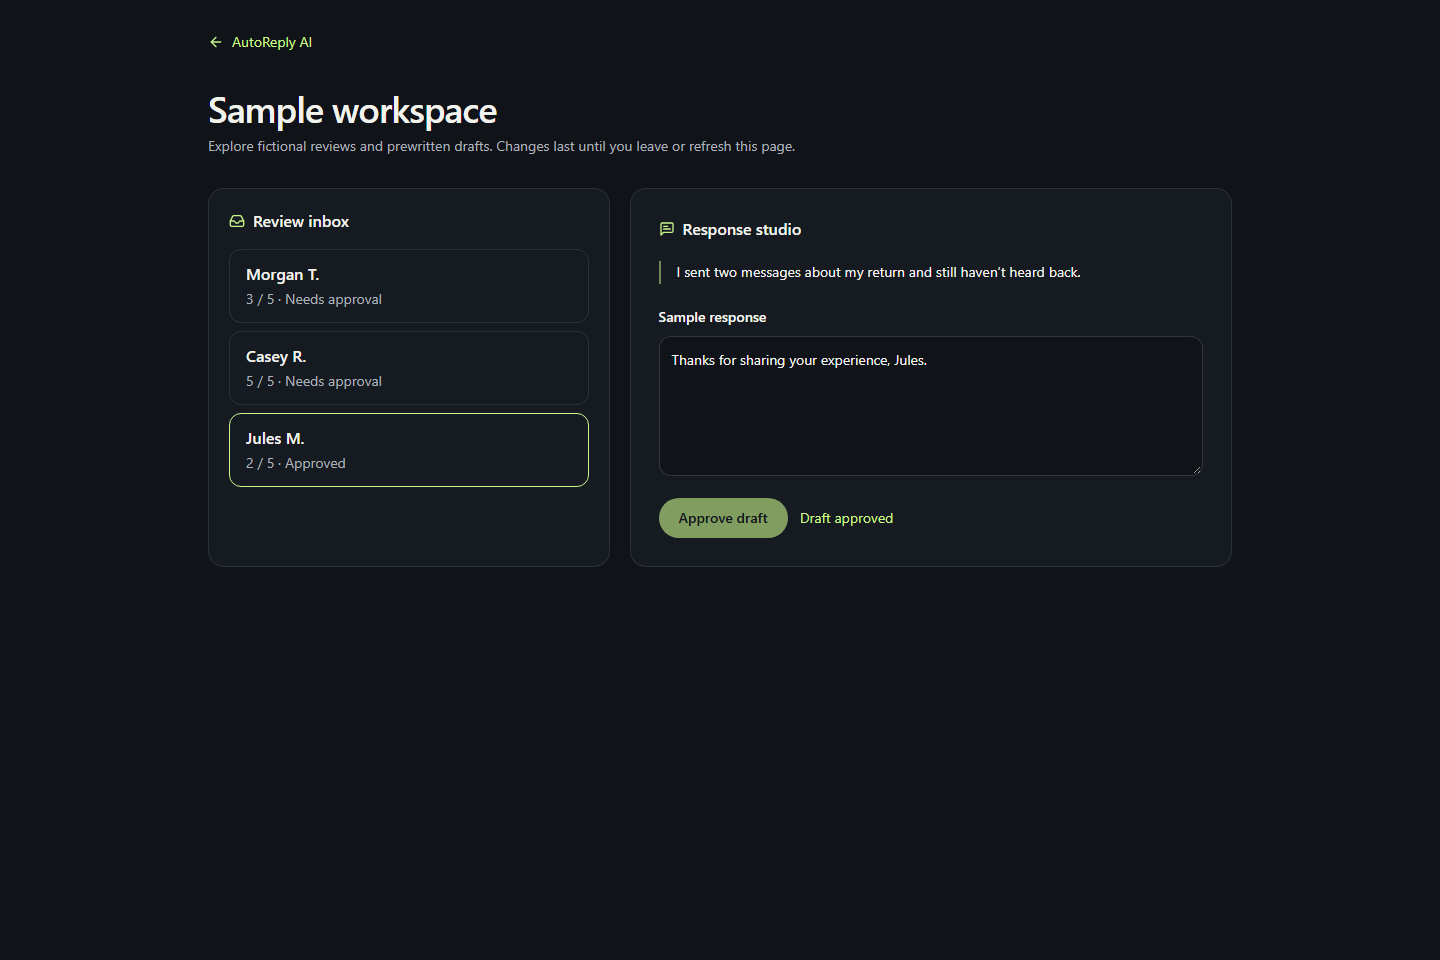 AutoReply AI
Sample workspace
Explore fictional reviews and prewritten drafts. Changes last until you leave or refresh this page.
Review inbox
Morgan T.
3 / 5 · Needs approval
Casey R.
5 / 5 · Needs approval
Jules M.
2 / 5 · Approved
Response studio
I sent two messages about my return and still haven’t heard back.
Sample response
Thanks for sharing your experience, Jules.
Approve draft
Draft approved